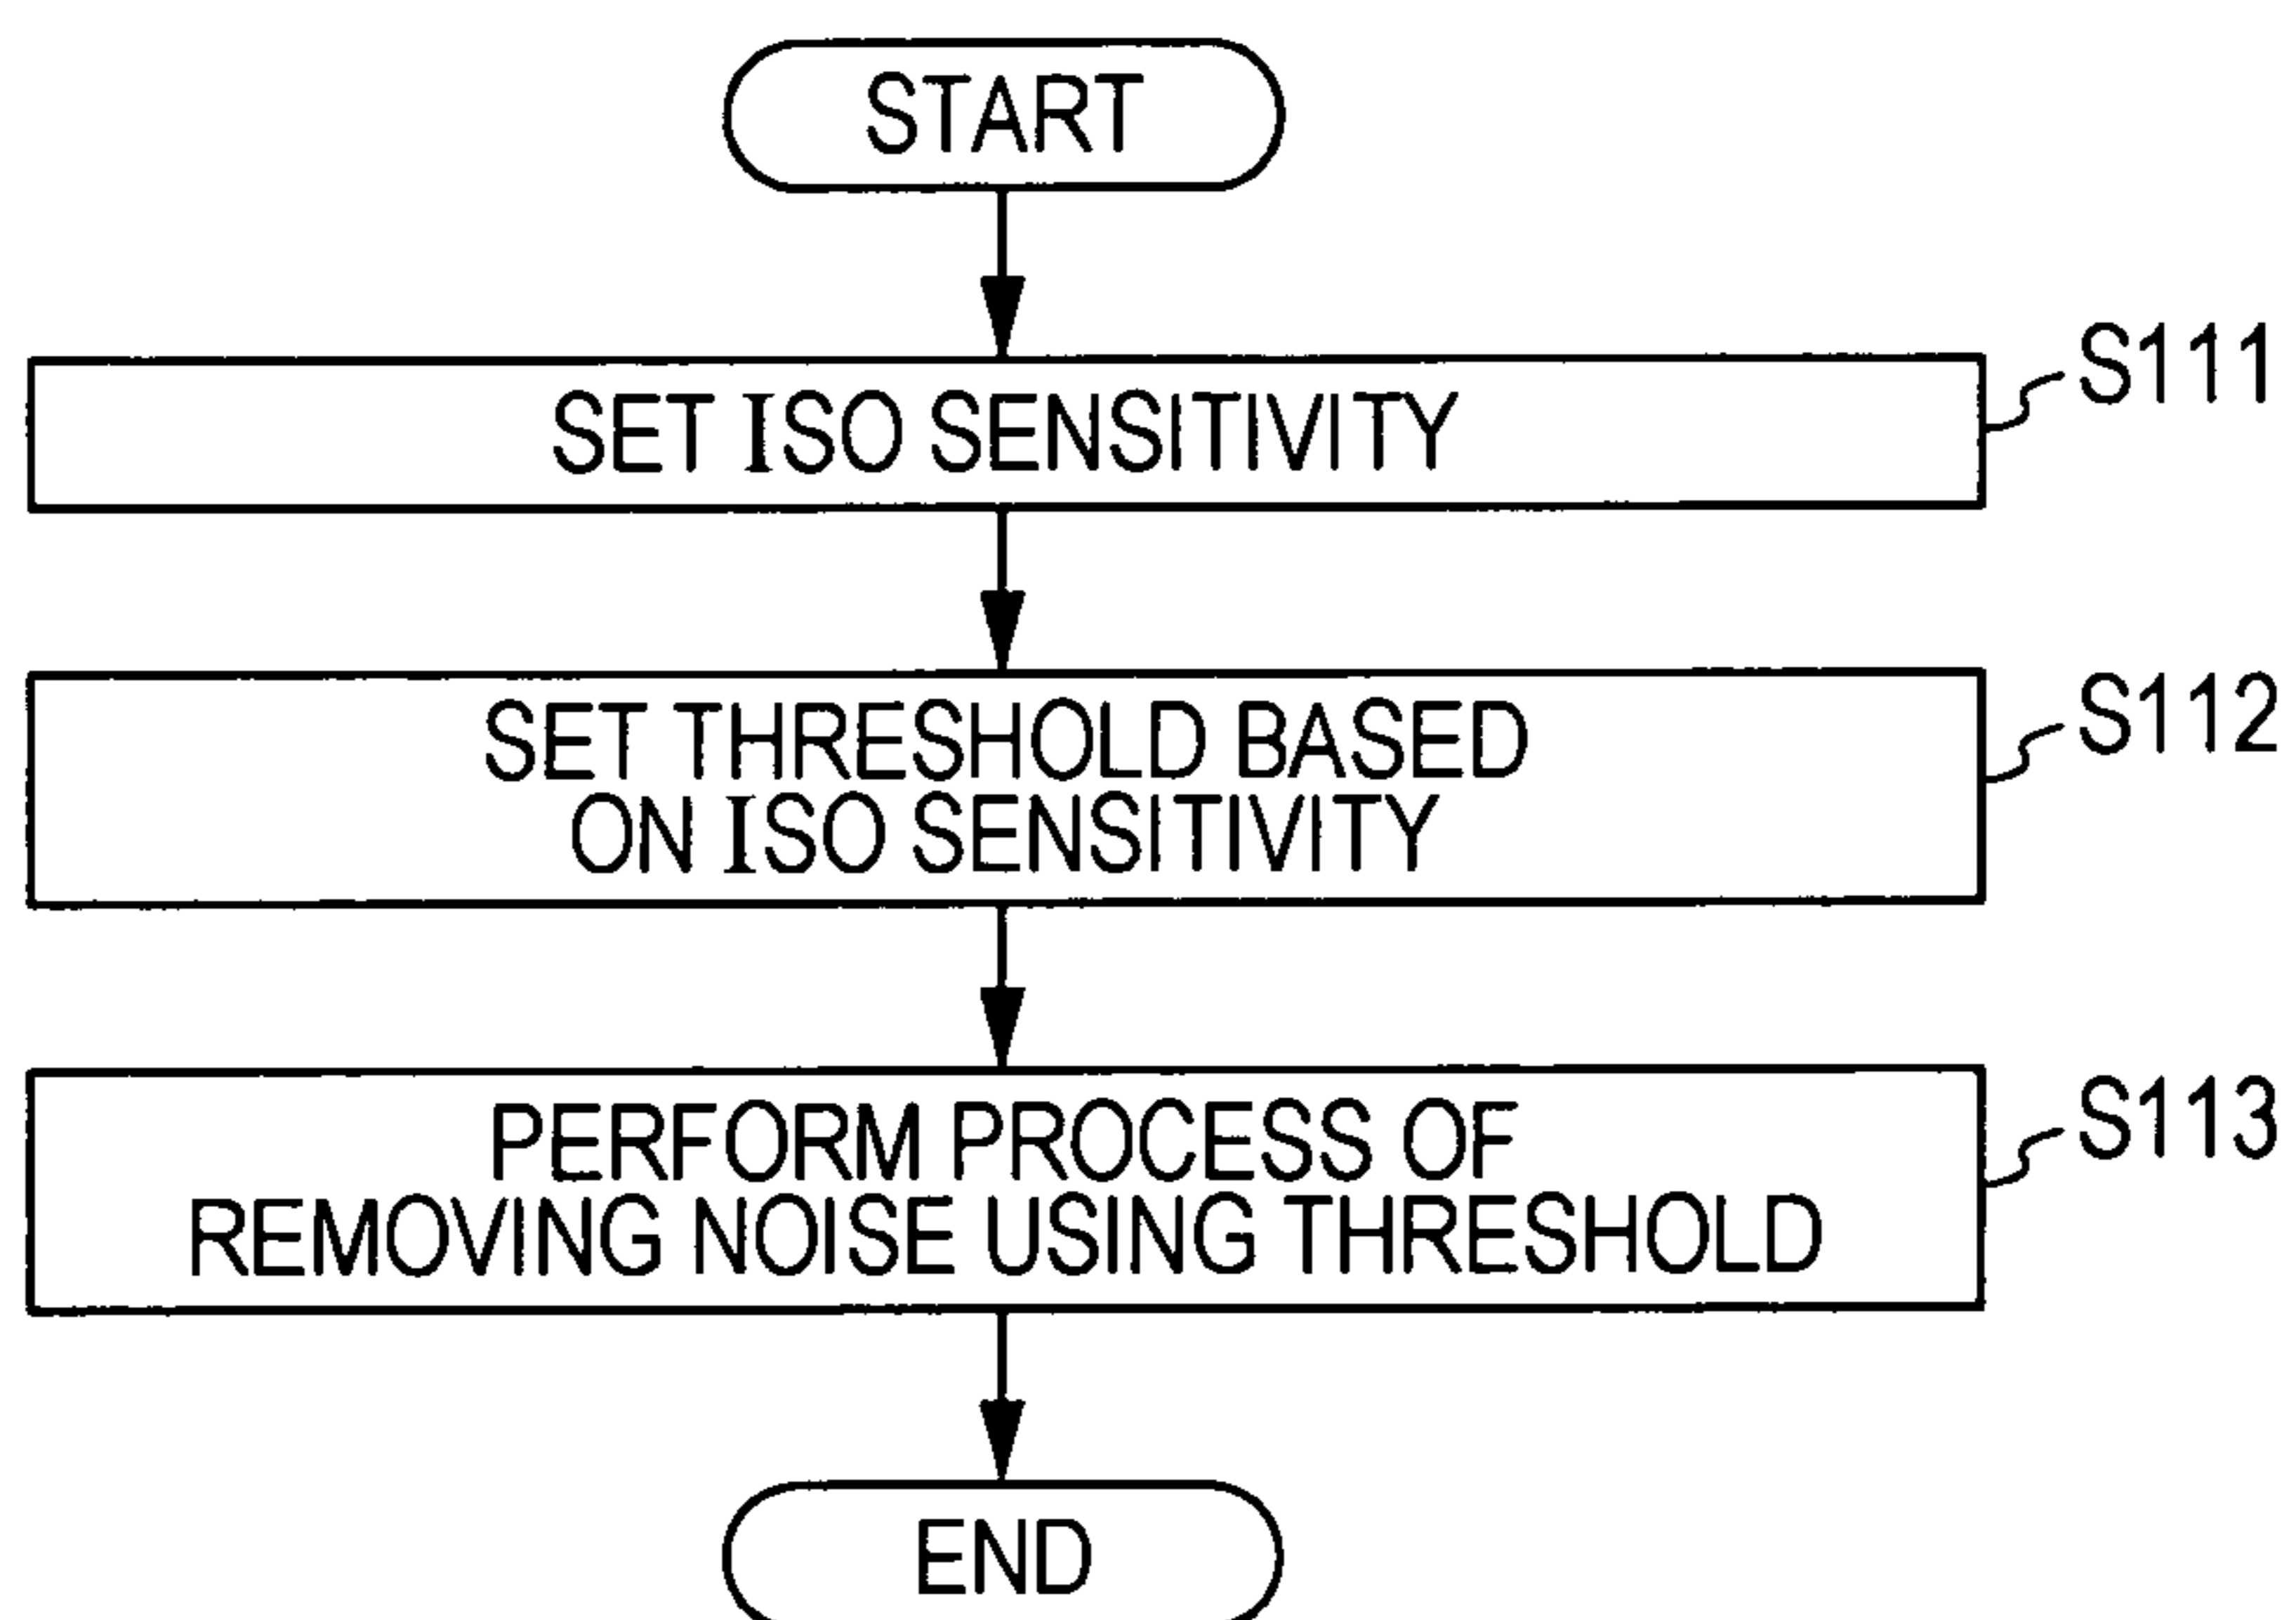 START
SET ISO SENSITIVITY
S111
SET THRESHOLD BASED
ON ISO SENSITIVITY
S112
PERFORM PROCESS OF
REMOVING NOISE USING THRESHOLD
S113
END